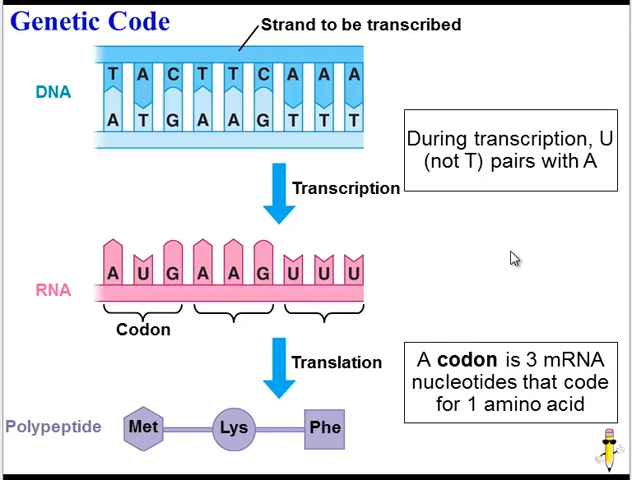 Genetic Code
Strand to be transcribed
T A C T T C A A A
DNA
A T G A A G T T T
During transcription, U
(not T) pairs with A
Transcription
A U G A A G U U U
RNA
Codon
Translation
A codon is 3 mRNA
nucleotides that code
for 1 amino acid
Polypeptide
Met Lys Phe